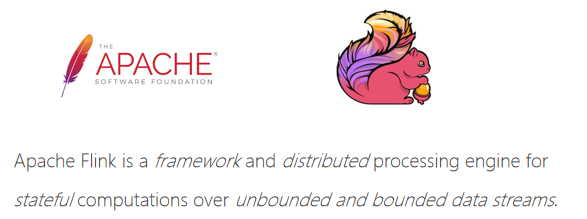 THE
APACHE®
SOFTWARE FOUNDATION
Apache Flink is a framework and distributed processing engine for
stateful computations over unbounded and bounded data streams.